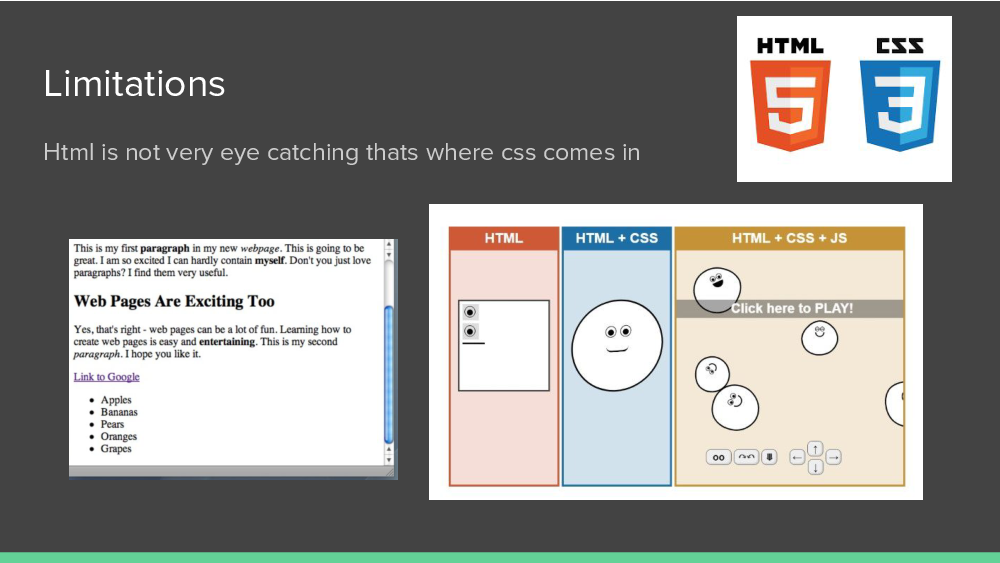 Limitations
Html is not very eye catching thats where css comes in
HTML CSS
5 3
This is my first paragraph in my new webpage. This is going to be
great. I am so excited I can hardly contain myself. Don't you just love
paragraphs? I find them very useful.
Web Pages Are Exciting Too
Yes, that's right - web pages can be a lot of fun. Learning how to
create web pages is easy and entertaining. This is my second
paragraph. I hope you like it.
Link to Google
• Apples
• Bananas
• Pears
• Oranges
• Grapes
HTML
HTML + CSS
HTML + CSS + JS
Click here to PLAY!